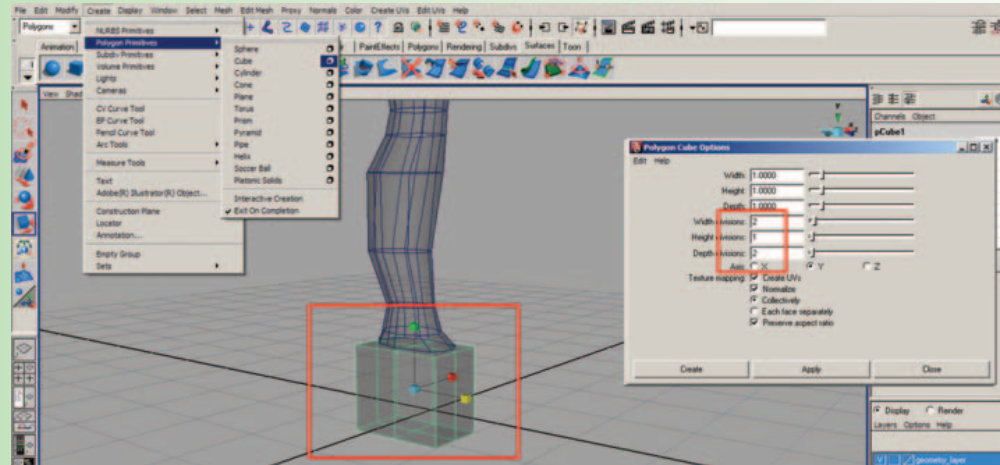 File Edit Modify Create Display Window Select Mesh Edit Mesh Proxy Normals Color Create UVs Edit UVs Help
Polygons
Animation
PaintEffects Polygons Rendering Subdivs Surfaces Toon
NURBS Primitives
Polygon Primitives
Subdiv Primitives
Volume Primitives
Lights
Cameras
CV Curve Tool
EP Curve Tool
Pencil Curve Tool
Arc Tools
Measure Tools
Text
Adobe(R) Illustrator(R) Object...
Construction Plane
Locator
Annotation...
Empty Group
Sets
Sphere
Cube
Cylinder
Cone
Plane
Torus
Prism
Pyramid
Pipe
Helix
Soccer Ball
Platonic Solids
Interactive Creation
Exit On Completion
View Shad
Channels Object
pCube1
Polygon Cube Options
Edit Help
Width: 1.0000
Height: 1.0000
Depth: 1.0000
Width divisions: 2
Height divisions: 1
Depth divisions: 2
Axis: X Y Z
Texture mapping: Create UVs
Normalize
Collectively
Each face separately
Preserve aspect ratio
Create Apply Close
Display Render
Layers Options Help
V geometry_layer